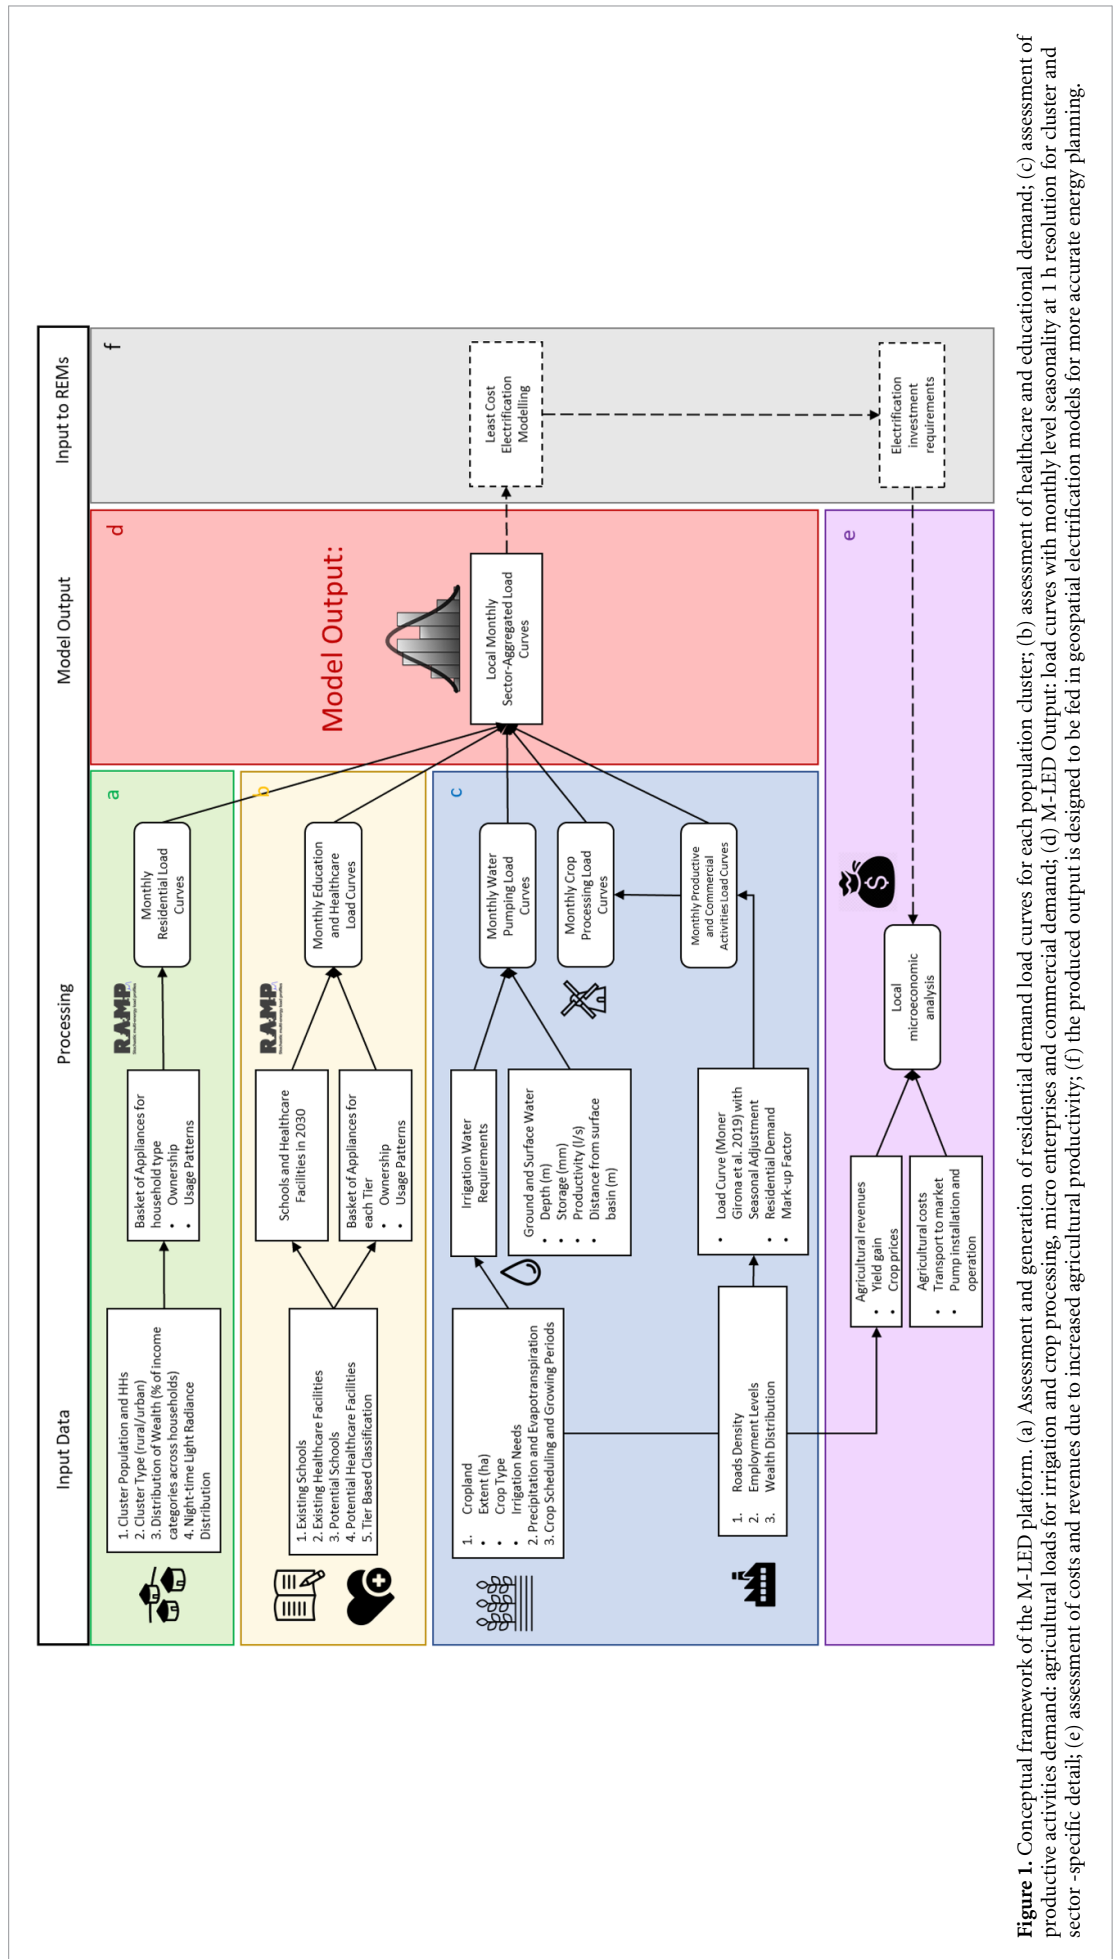 Input Data
Processing
Model Output
Input to REMs
a
1. Cluster Population and HHs
2. Cluster Type (rural/urban)
3. Distribution of Wealth (% of income
categories across households)
4. Night-time Light Radiance
Distribution
Basket of Appliances for
household type
• Ownership
• Usage Patterns
RAMP
Monthly
Residential Load
Curves
b
1. Existing Schools
2. Existing Healthcare Facilities
3. Potential Schools
4. Potential Healthcare Facilities
5. Tier Based Classification
Schools and Healthcare
Facilities in 2030
Basket of Appliances for
each Tier
• Ownership
• Usage Patterns
RAMP
Monthly Education
and Healthcare
Load Curves
c
1. Cropland
• Extent (ha)
• Crop Type
• Irrigation Needs
2. Precipitation and Evapotranspiration
3. Crop Scheduling and Growing Periods
Irrigation Water
Requirements
Ground and Surface Water
• Depth (m)
• Storage (mm)
• Productivity (l/s)
• Distance from surface
basin (m)
Monthly Water
Pumping Load
Curves
Monthly Crop
Processing Load
Curves
1. Roads Density
2. Employment Levels
3. Wealth Distribution
• Load Curve (Moner
Girona et al. 2019) with
Seasonal Adjustment
• Residential Demand
• Mark-up Factor
Monthly Productive
and Commercial
Activities Load Curves
d
Model Output:
Local Monthly
Sector-Aggregated Load
Curves
e
Agricultural revenues
• Yield gain
• Crop prices
Agricultural costs
• Transport to market
• Pump installation and
operation
$
Local
microeconomic
analysis
f
Least Cost
Electrification
Modelling
Electrification
investment
requirements
Figure 1. Conceptual framework of the M-LED platform. (a) Assessment and generation of residential demand load curves for each population cluster; (b) assessment of healthcare and educational demand; (c) assessment of
productive activities demand: agricultural loads for irrigation and crop processing, micro enterprises and commercial demand; (d) M-LED Output: load curves with monthly level seasonality at 1 h resolution for cluster and
sector -specific detail; (e) assessment of costs and revenues due to increased agricultural productivity; (f) the produced output is designed to be fed in geospatial electrification models for more accurate energy planning.